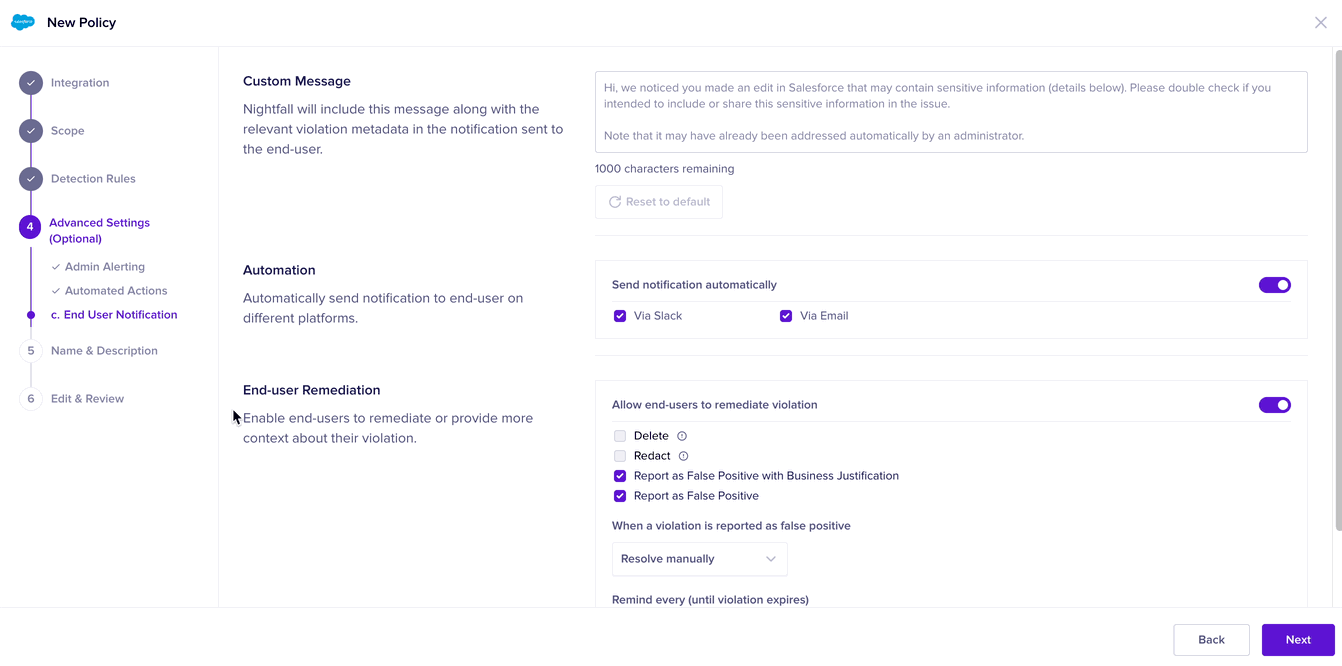 salesforce
New Policy
Integration
Scope
Detection Rules
4
Advanced Settings
(Optional)
Admin Alerting
Automated Actions
c. End User Notification
5
Name & Description
6
Edit & Review
Custom Message
Nightfall will include this message along with the
relevant violation metadata in the notification sent to
the end-user.
Hi, we noticed you made an edit in Salesforce that may contain sensitive information (details below). Please double check if you
intended to include or share this sensitive information in the issue.
Note that it may have already been addressed automatically by an administrator.
1000 characters remaining
Reset to default
Automation
Automatically send notification to end-user on
different platforms.
Send notification automatically
Via Slack
Via Email
End-user Remediation
Enable end-users to remediate or provide more
context about their violation.
Allow end-users to remediate violation
Delete
Redact
Report as False Positive with Business Justification
Report as False Positive
When a violation is reported as false positive
Resolve manually
Remind every (until violation expires)
Back
Next